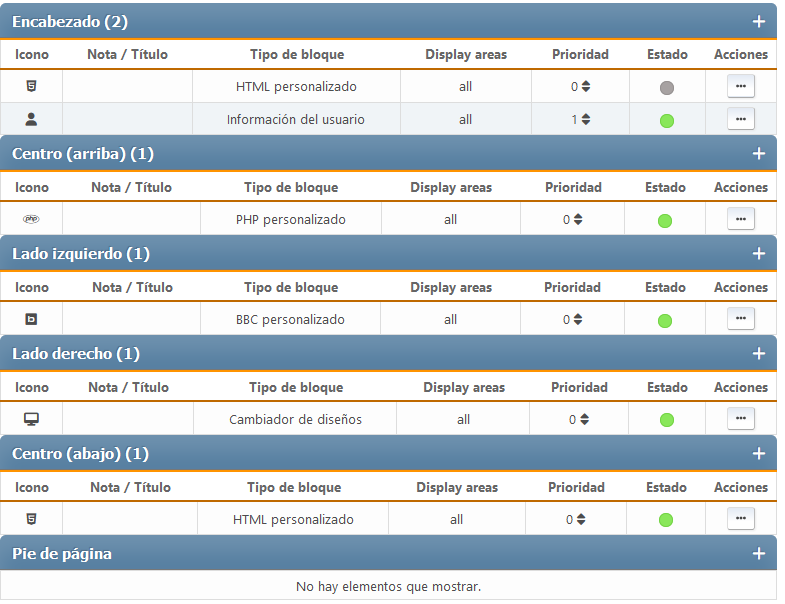 Encabezado (2) +
Icono Nota / Título Tipo de bloque Display areas Prioridad Estado Acciones
HTML personalizado all 0 ...
Información del usuario all 1 ...
Centro (arriba) (1) +
Icono Nota / Título Tipo de bloque Display areas Prioridad Estado Acciones
php PHP personalizado all 0 ...
Lado izquierdo (1) +
Icono Nota / Título Tipo de bloque Display areas Prioridad Estado Acciones
b BBC personalizado all 0 ...
Lado derecho (1) +
Icono Nota / Título Tipo de bloque Display areas Prioridad Estado Acciones
Cambiador de diseños all 0 ...
Centro (abajo) (1) +
Icono Nota / Título Tipo de bloque Display areas Prioridad Estado Acciones
HTML personalizado all 0 ...
Pie de página +
No hay elementos que mostrar.